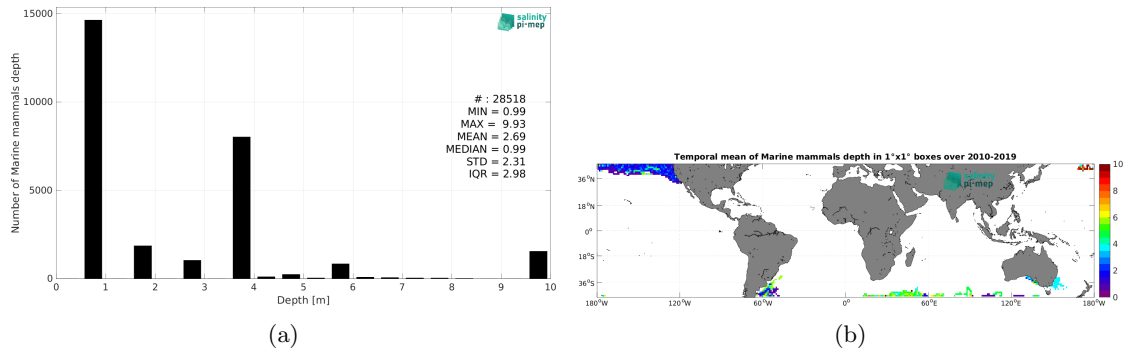 15000
10000
5000
0
Number of Marine mammals depth
salinity
pi-mep
# : 28518
MIN = 0.99
MAX = 9.93
MEAN = 2.69
MEDIAN = 0.99
STD = 2.31
IQR = 2.98
0 1 2 3 4 5 6 7 8 9 10
Depth [m]
(a)
Temporal mean of Marine mammals depth in 1°x1° boxes over 2010-2019
salinity
pi-mep
36°N
18°N
0°
18°S
36°S
180°W 120°W 60°W 0° 60°E 120°E 180°W
10
8
6
4
2
0
(b)